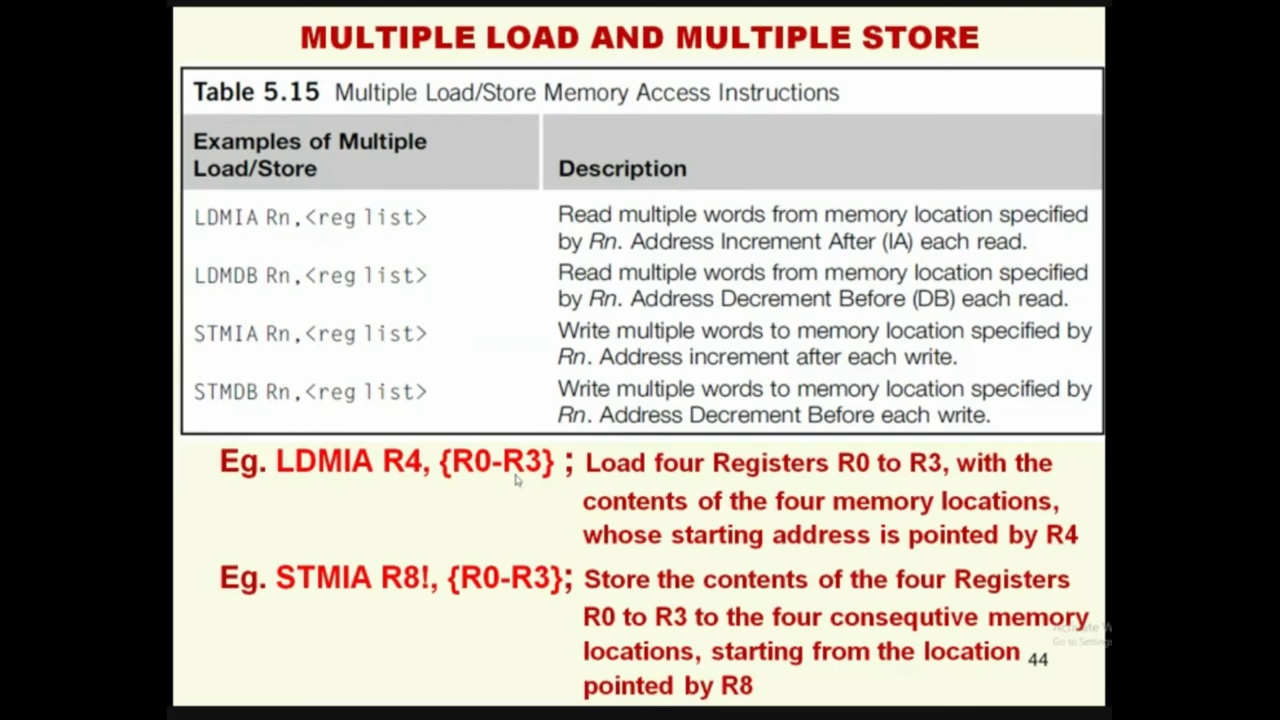 MULTIPLE LOAD AND MULTIPLE STORE
Table 5.15 Multiple Load/Store Memory Access Instructions
Examples of Multiple
Load/Store
Description
LDMIA Rn,<reg list>
Read multiple words from memory location specified
by Rn. Address Increment After (IA) each read.
LDMDB Rn,<reg list>
Read multiple words from memory location specified
by Rn. Address Decrement Before (DB) each read.
STMIA Rn,<reg list>
Write multiple words to memory location specified by
Rn. Address increment after each write.
STMDB Rn,<reg list>
Write multiple words to memory location specified by
Rn. Address Decrement Before each write.
Eg. LDMIA R4, {R0-R3} ; Load four Registers R0 to R3, with the
contents of the four memory locations,
whose starting address is pointed by R4
Eg. STMIA R8!, {R0-R3}; Store the contents of the four Registers
R0 to R3 to the four consequtive memory
locations, starting from the location
pointed by R8
Go to Settings
44